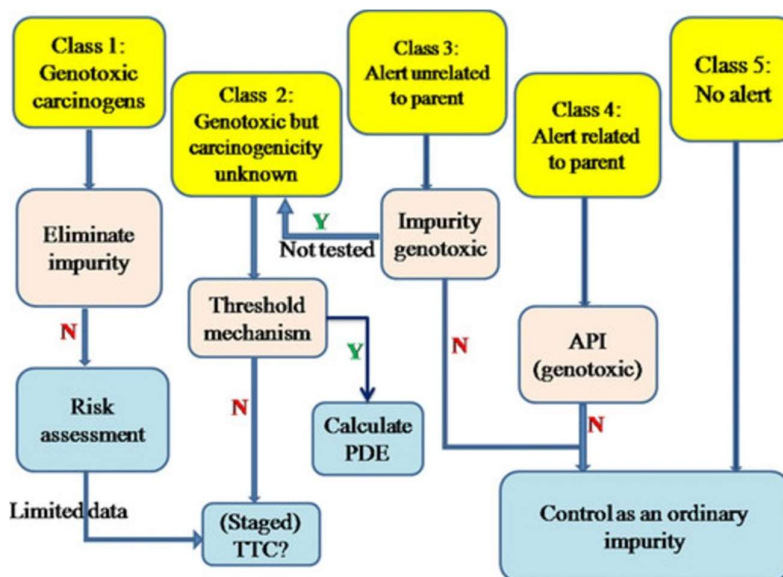 Class 1:
Genotoxic
carcinogens
Class 2:
Genotoxic but
carcinogenicity
unknown
Class 3:
Alert unrelated
to parent
Class 4:
Alert related
to parent
Class 5:
No alert
Eliminate
impurity
Y
Not tested
Impurity
genotoxic
N
Threshold
mechanism
Y
N
N
API
(genotoxic)
N
Risk
assessment
Calculate
PDE
Limited data
(Staged)
TTC?
Control as an ordinary
impurity